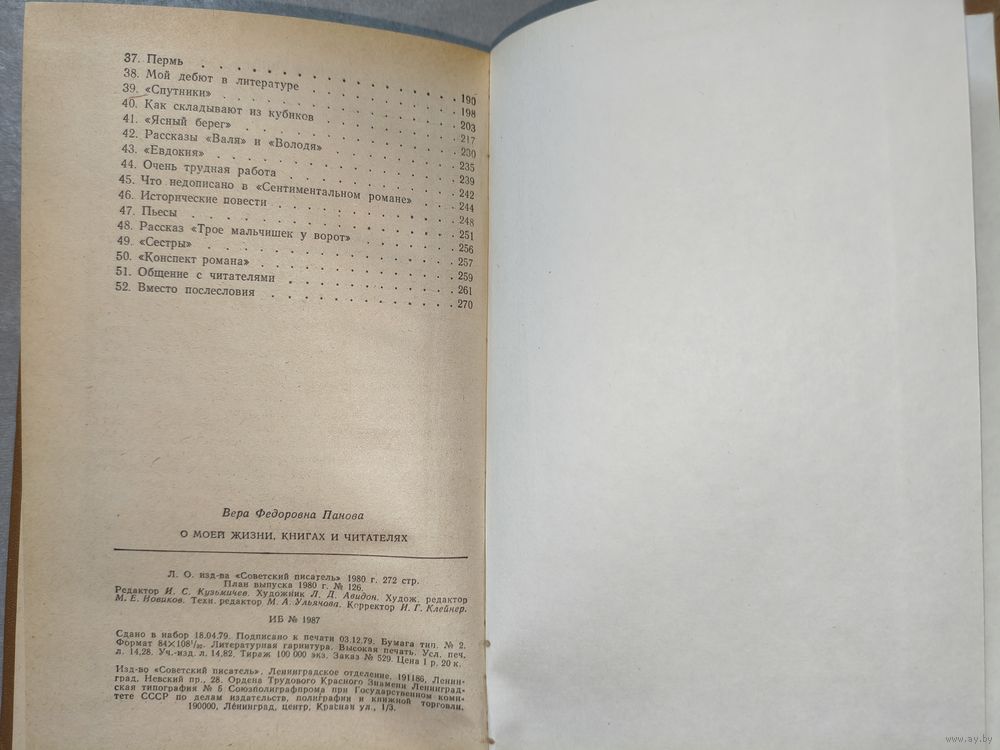 37. Пермь 190
38. Мой дебют в литературе 198
39. «Спутники» 203
40. Как складывают из кубиков 217
41. «Ясный берег» 230
42. Рассказы «Валя» и «Володя» 235
43. «Евдокия» 239
44. Очень трудная работа 242
45. Что недописано в «Сентиментальном романе» 244
46. Исторические повести 248
47. Пьесы 251
48. Рассказ «Трое мальчишек у ворот» 256
49. «Сестры» 257
50. «Конспект романа» 259
51. Общение с читателями 261
52. Вместо послесловия 270
Вера Федоровна Панова
О МОЕЙ ЖИЗНИ, КНИГАХ И ЧИТАТЕЛЯХ
Л. О. изд-ва «Советский писатель» 1980 г. 272 стр.
План выпуска 1980 г. № 126.
Редактор И. С. Кузьмичев. Художник Л. Д. Авидон. Худож. редактор
М. Е. Новиков. Техн. редактор М. А. Ульянова. Корректор И. Г. Клейнер.
ИБ № 1987
Сдано в набор 18.04.79. Подписано к печати 03.12.79. Бумага тип. № 2.
Формат 84×108¹/₃₂. Литературная гарнитура. Высокая печать. Усл. печ.
л. 14,28. Уч.-изд. л. 14,82. Тираж 100 000 экз. Заказ № 529. Цена 1 р. 20 к.
Изд-во «Советский писатель», Ленинградское отделение, 191186, Ленин-
град, Невский пр., 28. Ордена Трудового Красного Знамени Ленинград-
ская типография № 5 Союзполиграфпрома при Государственном коми-
тете СССР по делам издательств, полиграфии и книжной торговли,
190000, Ленинград, центр, Красная ул., 1/3.
www.ay.by